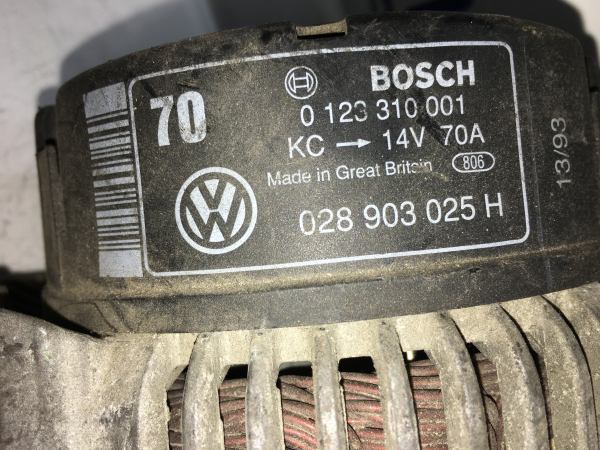 70
BOSCH
0 123 310 001
KC → 14V 70A
Made in Great Britain 806
028 903 025 H
13/93